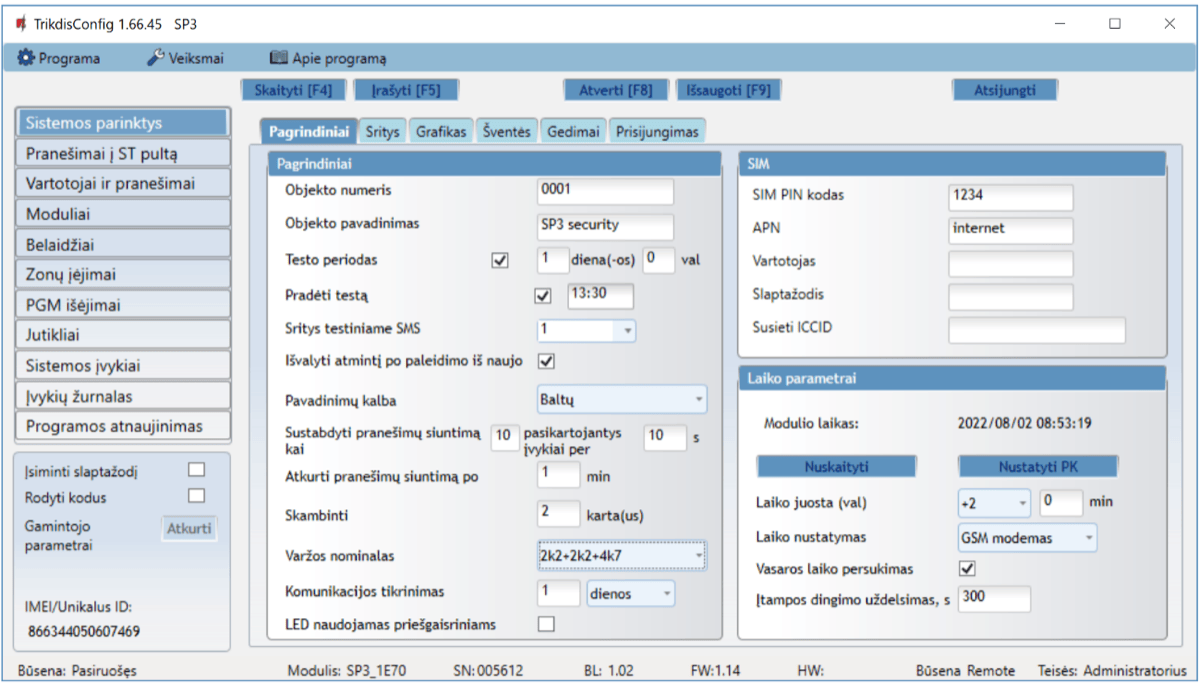 TrikdisConfig 1.66.45 SP3
Programa Veiksmai Apie programą
Skaityti [F4] Įrašyti [F5] Atverti [F8] Išsaugoti [F9] Atsijungti
Sistemos parinktys
Pranešimai į ST pultą
Vartotojai ir pranešimai
Moduliai
Belaidžiai
Zonų įėjimai
PGM išėjimai
Jutikliai
Sistemos įvykiai
Įvykių žurnalas
Programos atnaujinimas
Įsiminti slaptažodį
Rodyti kodus
Gamintojo
parametrai
Atkurti
IMEI/Unikalus ID:
866344050607469
Pagrindiniai Sritys Grafikas Šventės Gedimai Prisijungimas
Pagrindiniai
Objekto numeris 0001
Objekto pavadinimas SP3 security
Testo periodas 1 diena(-os) 0 val
Pradėti testą 13:30
Sritys testiniame SMS 1
Išvalyti atmintį po paleidimo iš naujo
Pavadinimų kalba Baltų
Sustabdyti pranešimų siuntimą 10 pasikartojantys 10 s
kai įvykiai per
Atkurti pranešimų siuntimą po 1 min
Skambinti 2 karta(us)
Varžos nominalas 2k2+2k2+4k7
Komunikacijos tikrinimas 1 dienos
LED naudojamas priešgaisriniams
SIM
SIM PIN kodas 1234
APN internet
Vartotojas
Slaptažodis
Susieti ICCID
Laiko parametrai
Modulio laikas: 2022/08/02 08:53:19
Nuskaityti Nustatyti PK
Laiko juosta (val) +2 0 min
Laiko nustatymas GSM modemas
Vasaros laiko persukimas
Įtampos dingimo uždelsimas, s 300
Būsena: Pasiruošęs Modulis: SP3_1E70 SN:005612 BL: 1.02 FW:1.14 HW: Būsena Remote Teisės: Administratorius